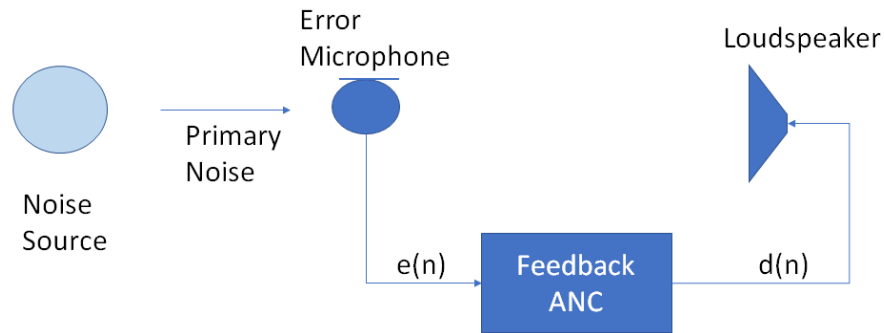 Error
Microphone
Loudspeaker
Primary
Noise
Noise
Source
e(n)
Feedback
ANC
d(n)